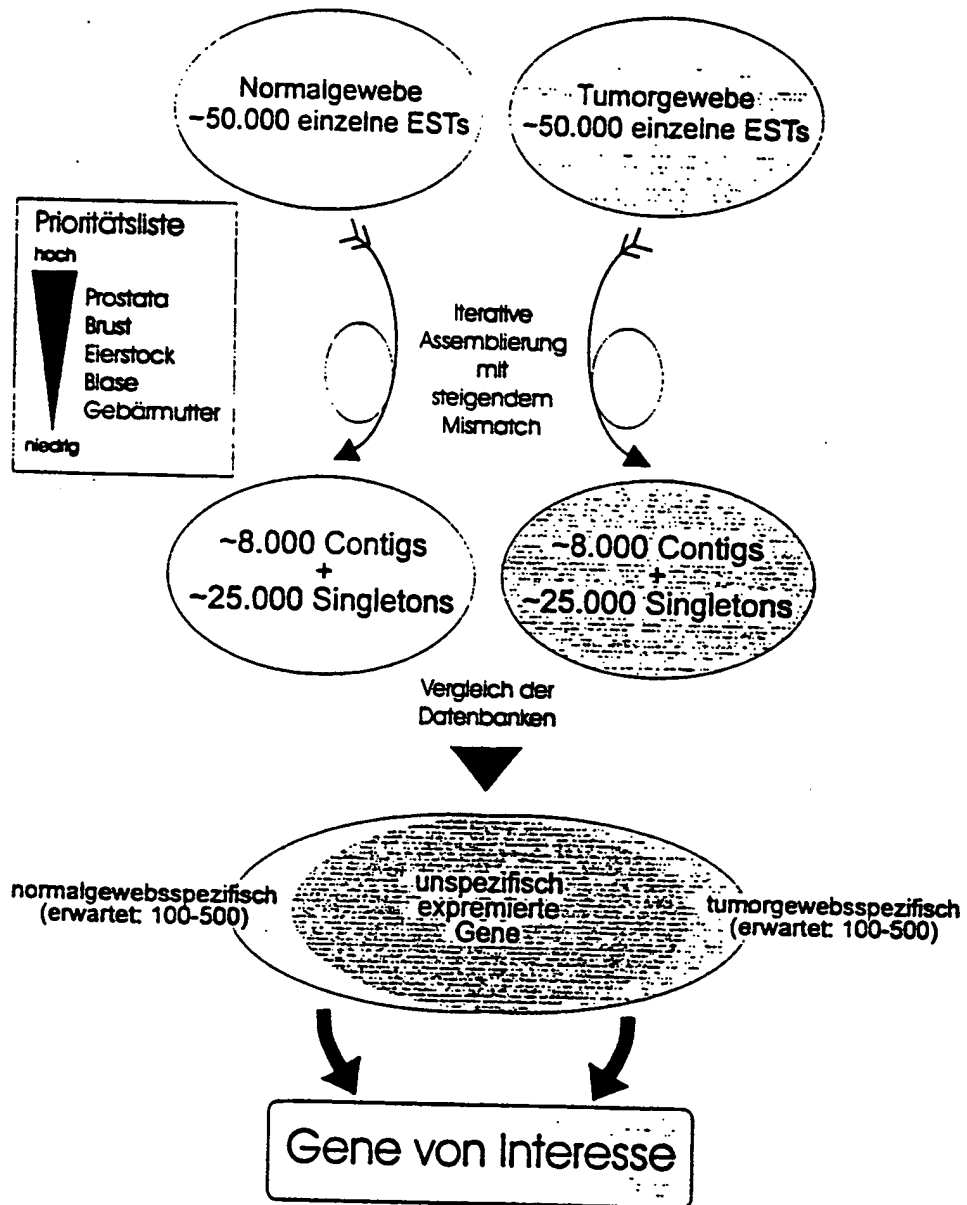 Normalgewebe
~50.000 einzelne ESTs
Tumorgewebe
~50.000 einzelne ESTs
Prioritätsliste
hoch
Prostata
Brust
Eierstock
Blase
Gebärmutter
niedrig
Iterative
Assemblierung
mit
steigendem
Mismatch
~8.000 Contigs
+
~25.000 Singletons
~8.000 Contigs
+
~25.000 Singletons
Vergleich der
Datenbanken
normalgewebsspezifisch
(erwartet: 100-500)
unspezifisch
expremierte
Gene
tumorgewebsspezifisch
(erwartet: 100-500)
Gene von Interesse